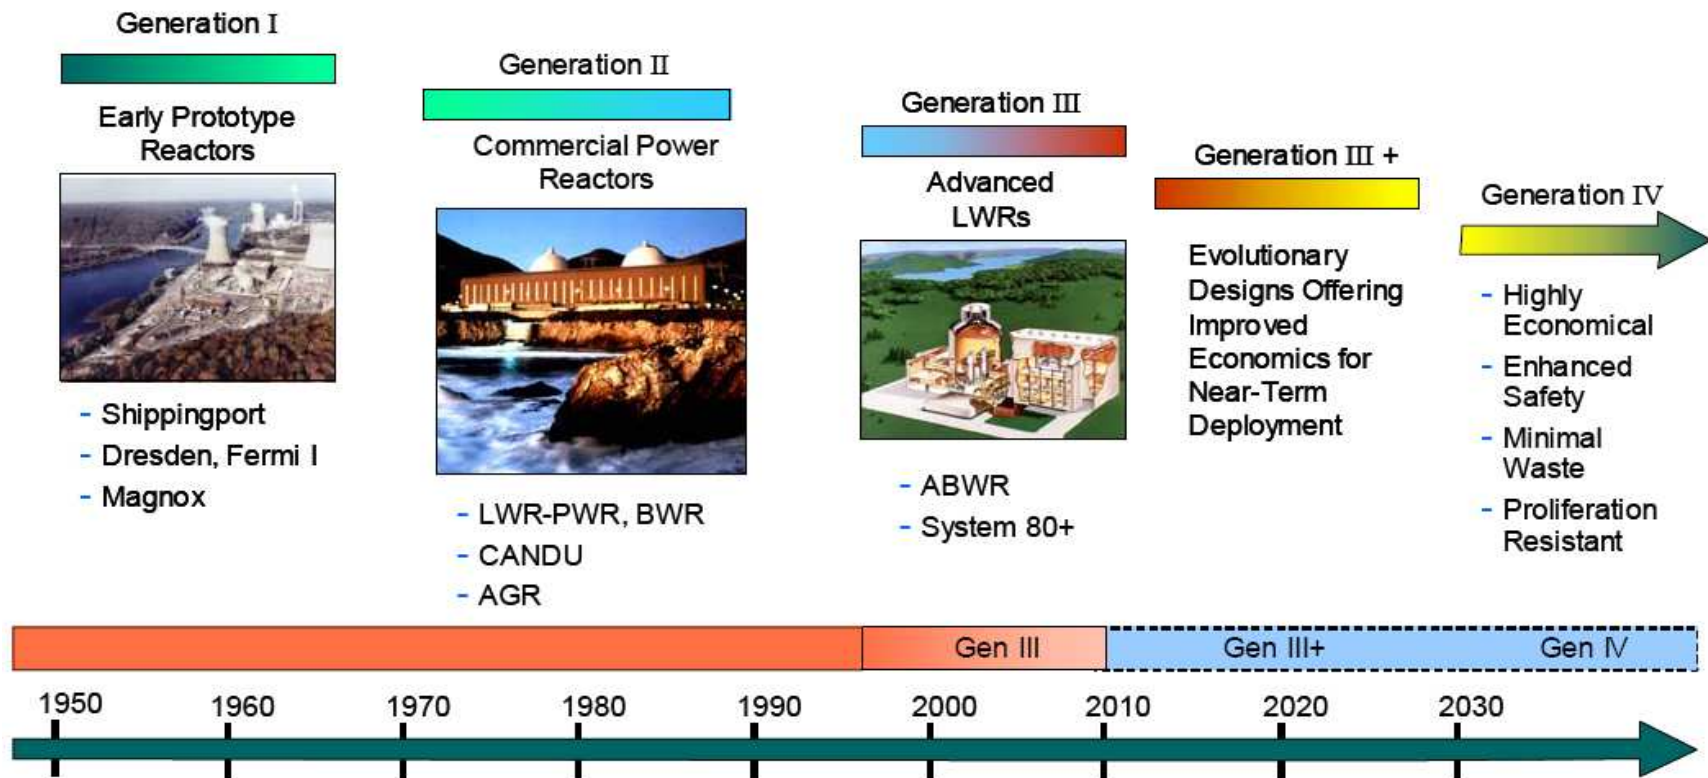 Generation I
Early Prototype
Reactors
- Shippingport
- Dresden, Fermi I
- Magnox
Generation II
Commercial Power
Reactors
- LWR-PWR, BWR
- CANDU
- AGR
Generation III
Advanced
LWRs
- ABWR
- System 80+
Generation III +
Evolutionary
Designs Offering
Improved
Economics for
Near-Term
Deployment
Generation IV
- Highly
Economical
- Enhanced
Safety
- Minimal
Waste
- Proliferation
Resistant
Gen III
Gen III+
Gen IV
1950
1960
1970
1980
1990
2000
2010
2020
2030